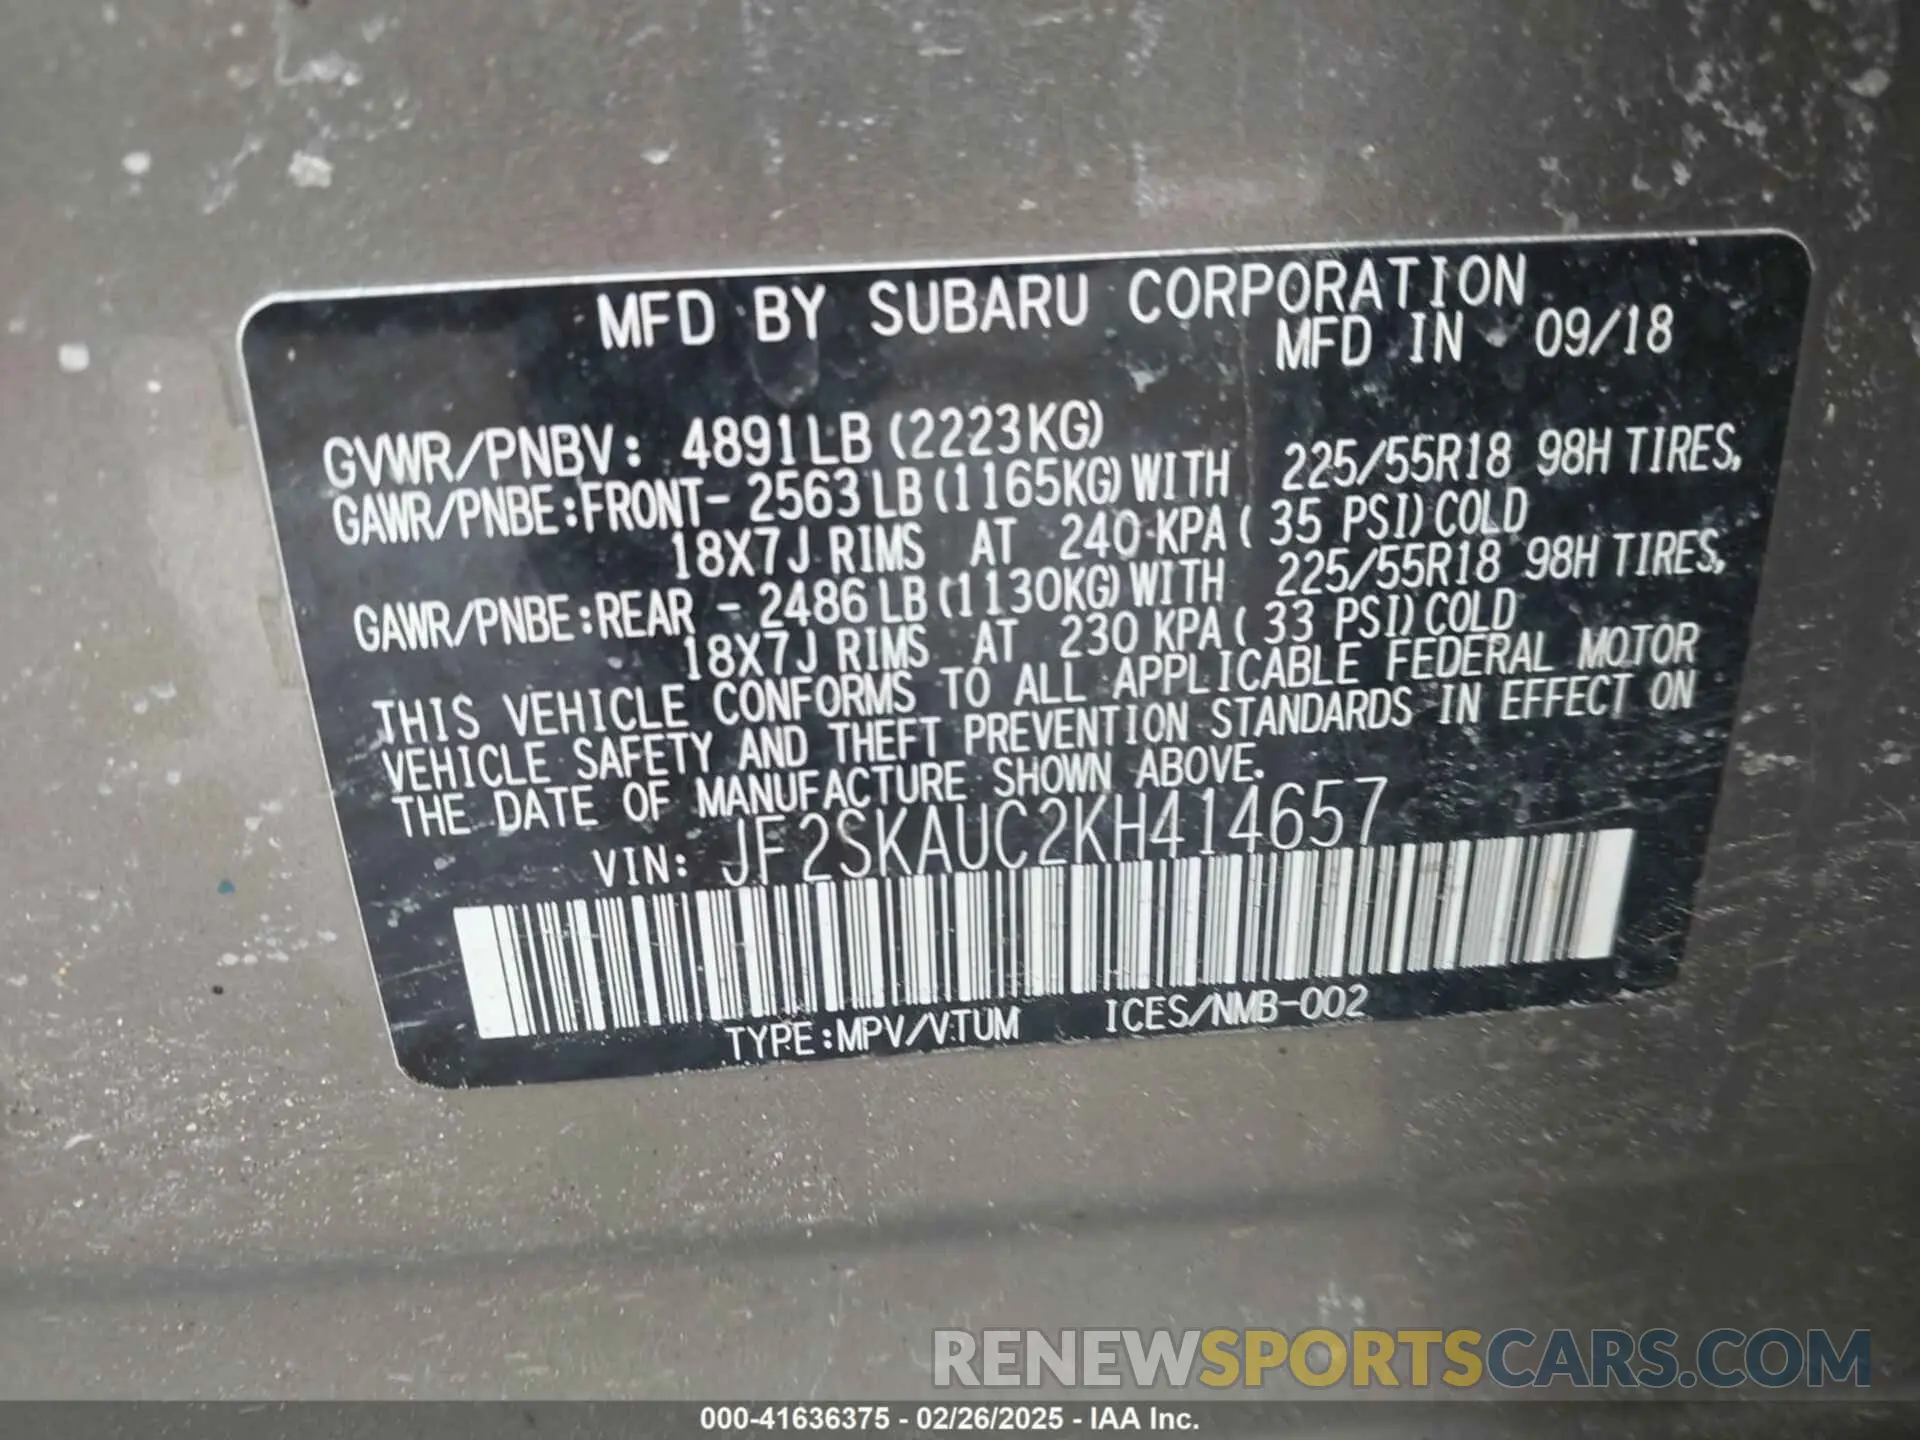 MFD BY SUBARU CORPORATION
MFD IN 09/18
GVWR/PNBV: 4891LB (2223KG)
GAWR/PNBE:FRONT- 2563 LB (1165KG) WITH 225/55R18 98H TIRES,
18X7J RIMS AT 240 KPA ( 35 PSI) COLD
GAWR/PNBE:REAR - 2486 LB (1130KG) WITH 225/55R18 98H TIRES,
18X7J RIMS AT 230 KPA ( 33 PSI) COLD
THIS VEHICLE CONFORMS TO ALL APPLICABLE FEDERAL MOTOR
VEHICLE SAFETY AND THEFT PREVENTION STANDARDS IN EFFECT ON
THE DATE OF MANUFACTURE SHOWN ABOVE.
VIN: JF2SKAUC2KH414657
TYPE:MPV/VTUM ICES/NMB-002
RENEWSPORTSCARS.COM
000-41636375 - 02/26/2025 - IAA Inc.